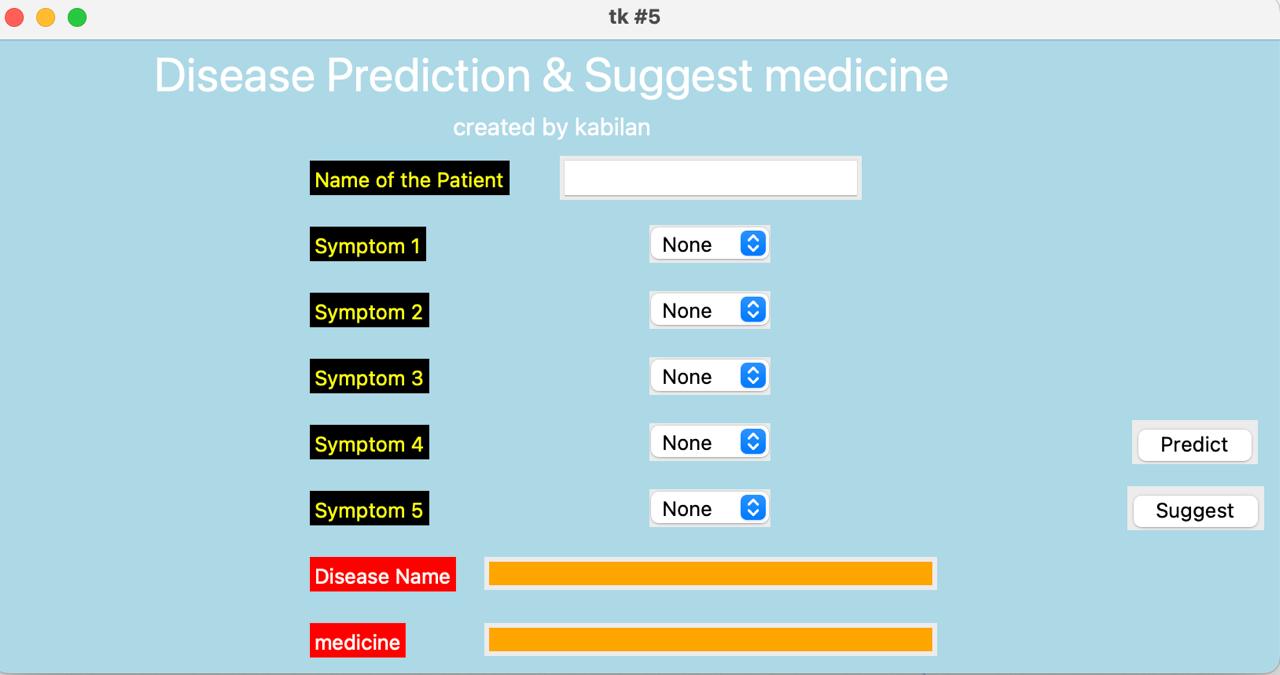 tk #5
Disease Prediction & Suggest medicine
created by kabilan
Name of the Patient
Symptom 1 None
Symptom 2 None
Symptom 3 None
Symptom 4 None Predict
Symptom 5 None Suggest
Disease Name
medicine